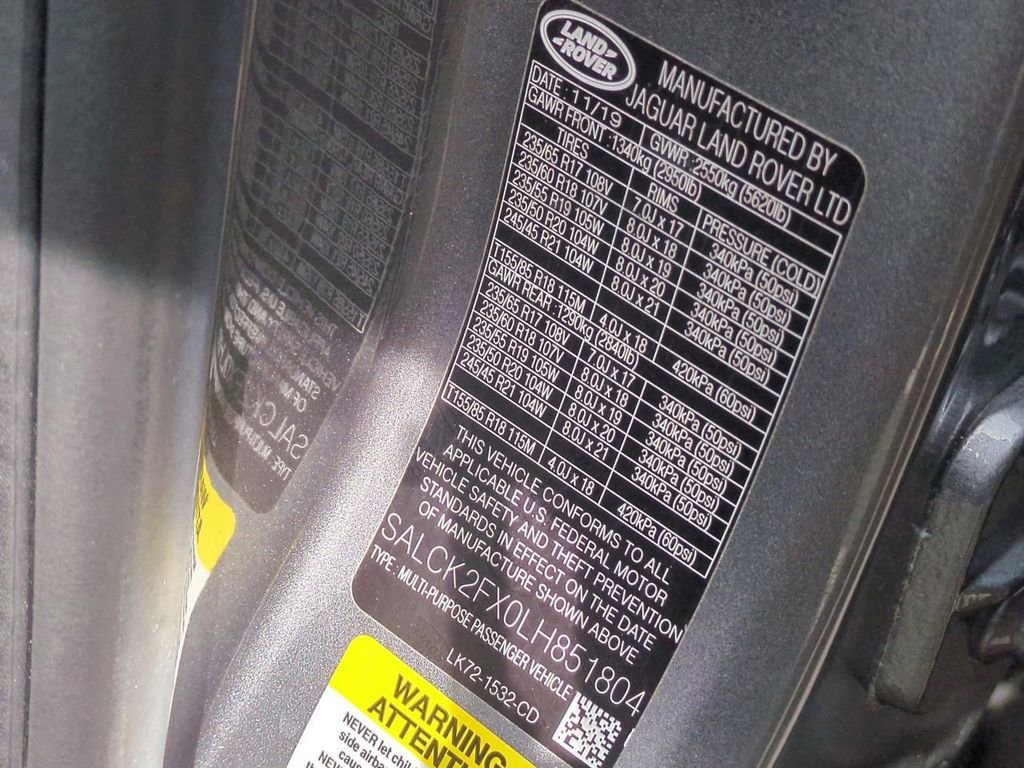 LAND
ROVER
MANUFACTURED BY
JAGUAR LAND ROVER LTD
DATE: 11/19 GVWR 2550kg (5620lb)
GAWR FRONT: 1340kg (2950lb)
TIRES RIMS PRESSURE (COLD)
235/65 R17 108V 7.0J x 17 340kPa (50psi)
235/60 R18 107V 8.0J x 18 340kPa (50psi)
235/55 R19 105W 8.0J x 19 340kPa (50psi)
235/50 R20 104W 8.0J x 20 340kPa (50psi)
245/45 R21 104W 8.0J x 21 340kPa (50psi)
T155/85 R18 115M 4.0J x 18 420kPa (60psi)
GAWR REAR: 1290kg (2840lb)
235/65 R17 108V 7.0J x 17 340kPa (50psi)
235/60 R18 107V 8.0J x 18 340kPa (50psi)
235/55 R19 105W 8.0J x 19 340kPa (50psi)
235/50 R20 104W 8.0J x 20 340kPa (50psi)
245/45 R21 104W 8.0J x 21 340kPa (50psi)
T155/85 R18 115M 4.0J x 18 420kPa (60psi)
THIS VEHICLE CONFORMS TO ALL
APPLICABLE U.S. FEDERAL MOTOR
VEHICLE SAFETY AND THEFT PREVENTION
STANDARDS IN EFFECT ON THE DATE
OF MANUFACTURE SHOWN ABOVE
SALCK2FX0LH851804
TYPE: MULTI-PURPOSE PASSENGER VEHICLE
LK72-1532-CD
WARNING
ATTENTI
NEVER let chil
side airba
caus
NEV